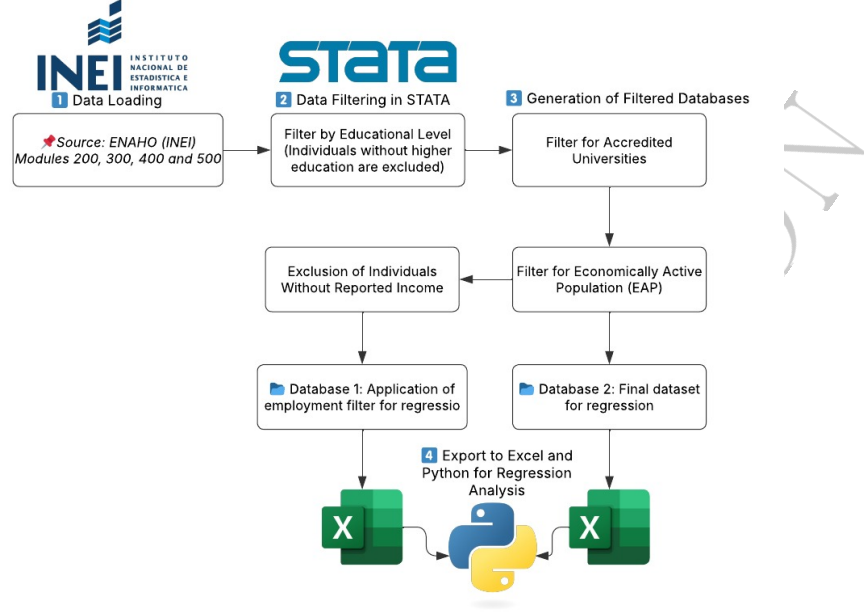 INEI
INSTITUTO
NACIONAL DE
ESTADISTICA E
INFORMATICA
STATA
1 Data Loading
2 Data Filtering in STATA
3 Generation of Filtered Databases
Source: ENAHO (INEI)
Modules 200, 300, 400 and 500
Filter by Educational Level
(Individuals without higher
education are excluded)
Filter for Accredited
Universities
Exclusion of Individuals
Without Reported Income
Filter for Economically Active
Population (EAP)
Database 1: Application of
employment filter for regressio
Database 2: Final dataset
for regression
4 Export to Excel and
Python for Regression
Analysis
X
X